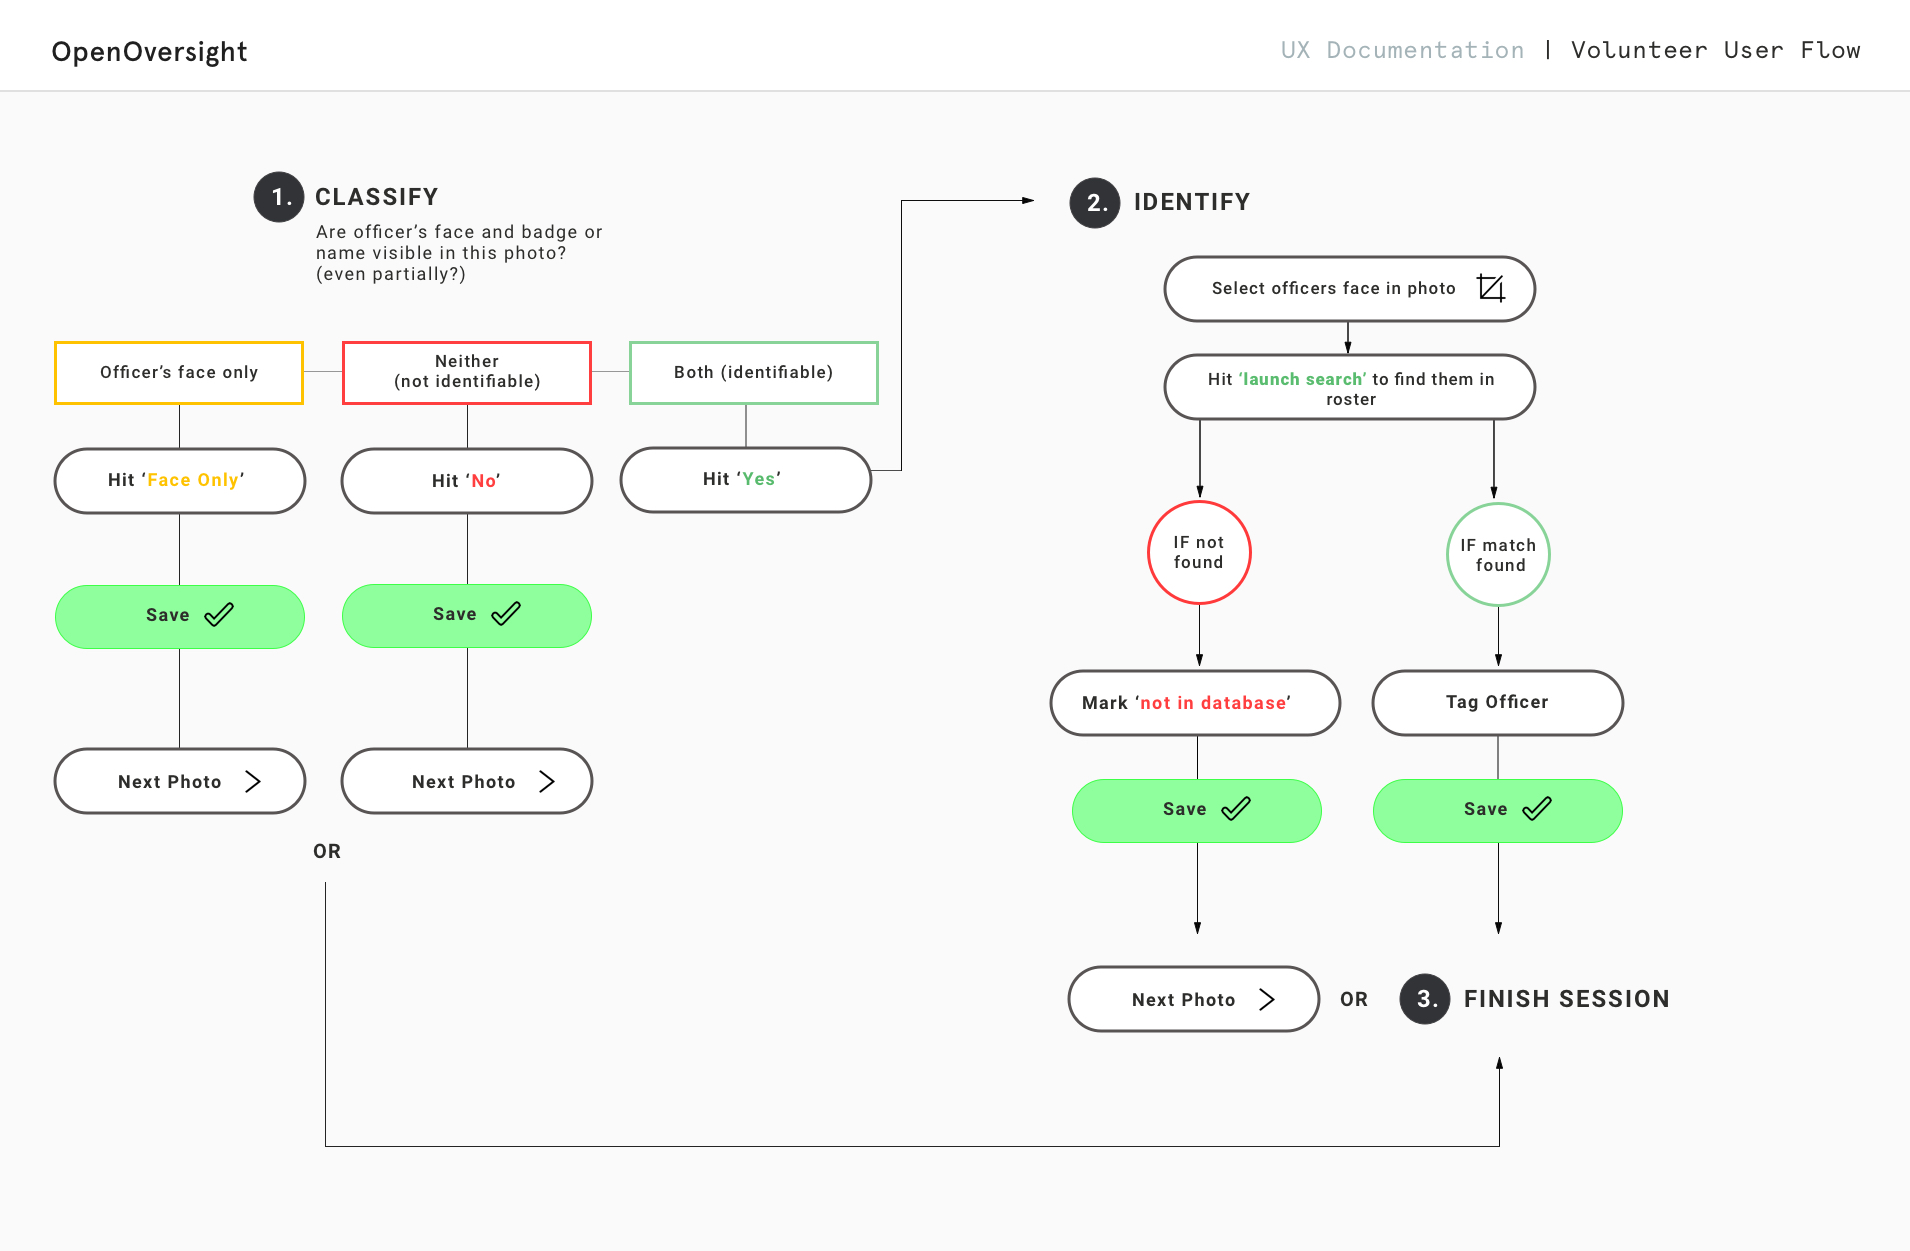 OpenOversight
UX Documentation | Volunteer User Flow
1. CLASSIFY
Are officer’s face and badge or
name visible in this photo?
(even partially?)
Officer’s face only
Neither
(not identifiable)
Both (identifiable)
Hit ‘Face Only’
Hit ‘No’
Hit ‘Yes’
Save
Save
Next Photo
Next Photo
OR
2. IDENTIFY
Select officers face in photo
Hit ‘launch search’ to find them in
roster
IF not
found
IF match
found
Mark ‘not in database’
Tag Officer
Save
Save
Next Photo
OR
3. FINISH SESSION